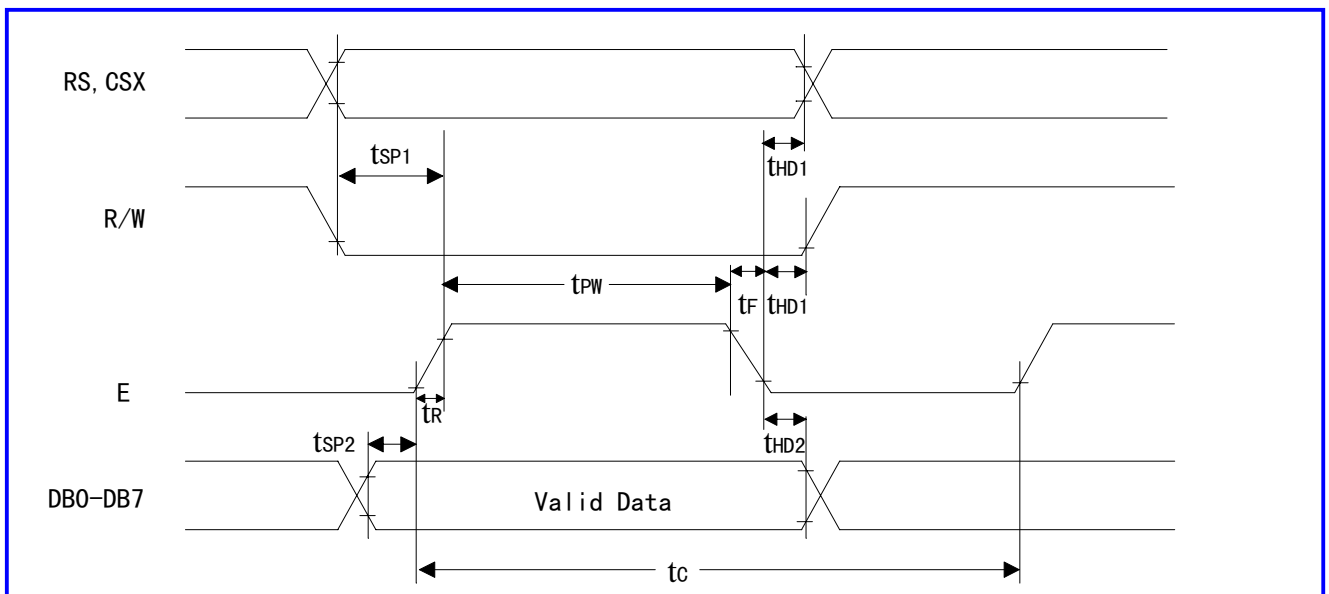 RS, CSX
tSP1
tHD1
R/W
tPW
tF
tHD1
E
tR
tSP2
tHD2
DB0-DB7
Valid Data
tC